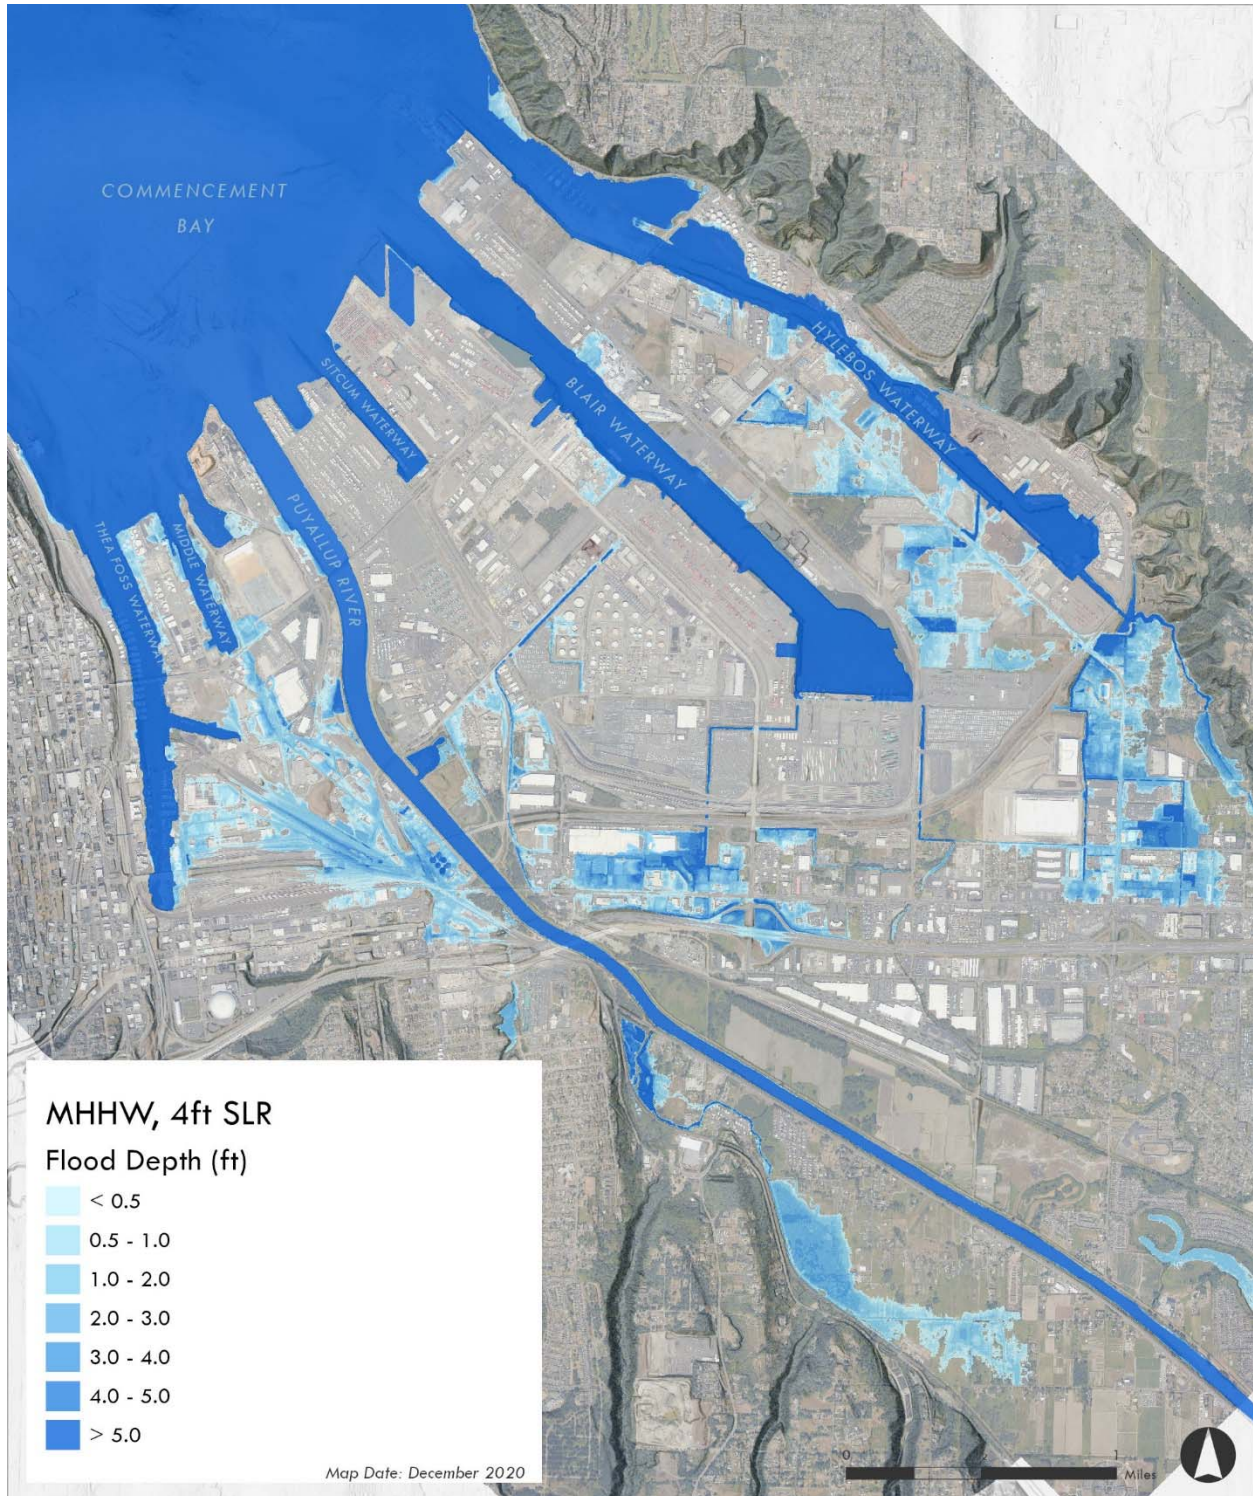 COMMENCEMENT
BAY
HYLEBOS WATERWAY
BLAIR WATERWAY
SITCUM WATERWAY
PUYALLUP RIVER
MIDDLE WATERWAY
THEA FOSS WATERWAY
MHHW, 4ft SLR
Flood Depth (ft)
< 0.5
0.5 - 1.0
1.0 - 2.0
2.0 - 3.0
3.0 - 4.0
4.0 - 5.0
> 5.0
Map Date: December 2020
0 1
Miles